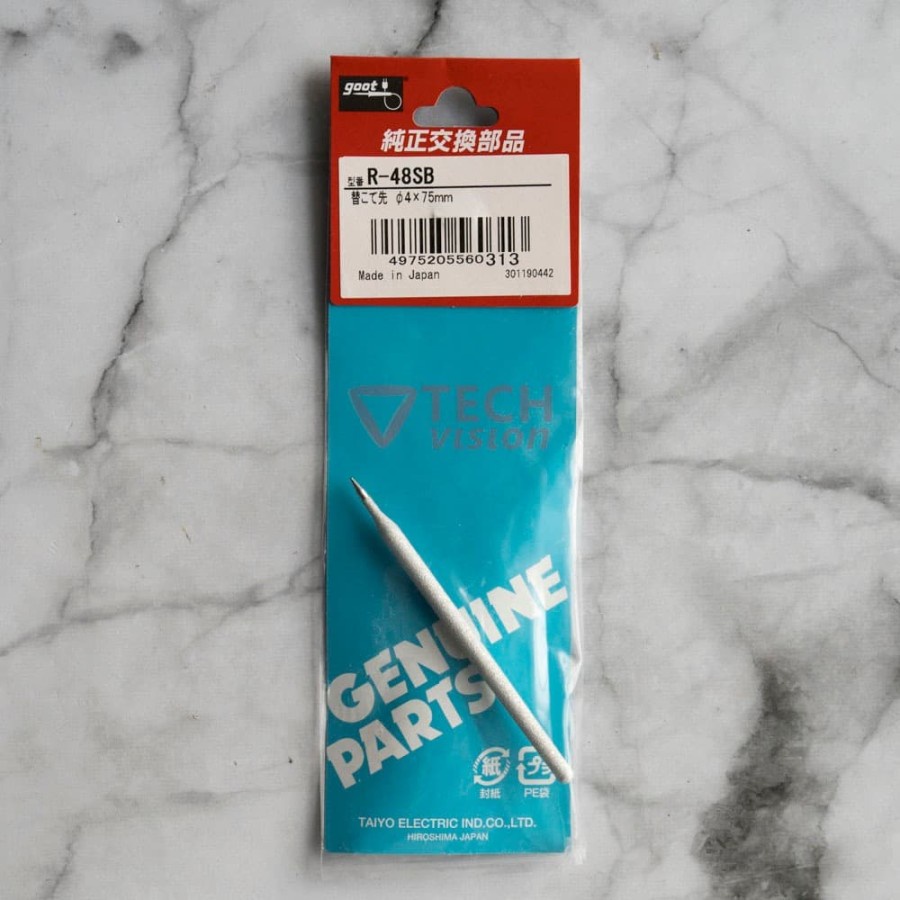 goot
純正交換部品
型番 R-48SB
替こて先 φ4×75mm
4975205560313
Made in Japan 301190442
TECH
vision
GENUINE
PARTS
紙 プラ
封紙 PE袋
TAIYO ELECTRIC IND.CO.,LTD.
HIROSHIMA JAPAN